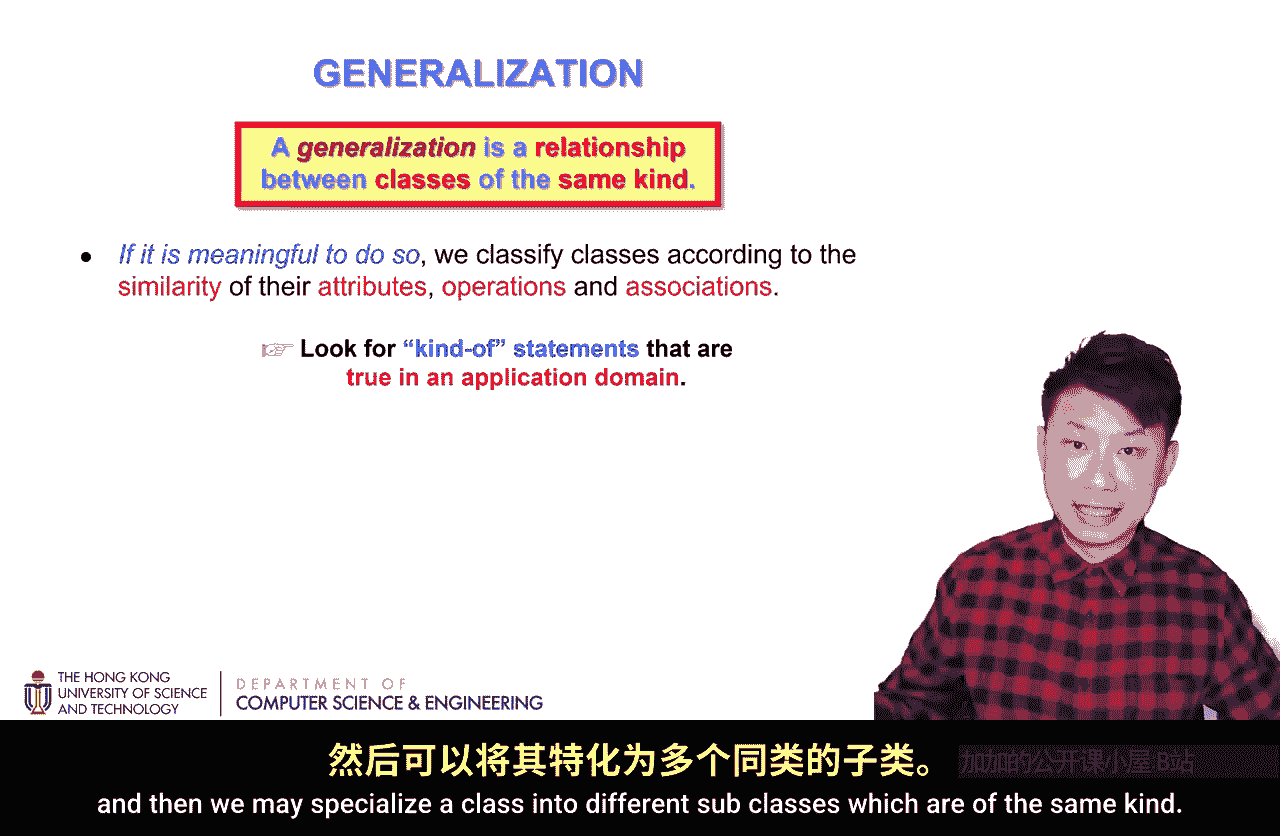 GENERALIZATION
A generalization is a relationship
between classes of the same kind.
• If it is meaningful to do so, we classify classes according to the
similarity of their attributes, operations and associations.
☞ Look for “kind-of” statements that are
true in an application domain.
THE HONG KONG
UNIVERSITY OF SCIENCE
AND TECHNOLOGY
DEPARTMENT OF
COMPUTER SCIENCE & ENGINEERING
然后可以将其特化为多个同类的子类。
加加的公开课小屋 B站
and then we may specialize a class into different sub classes which are of the same kind.